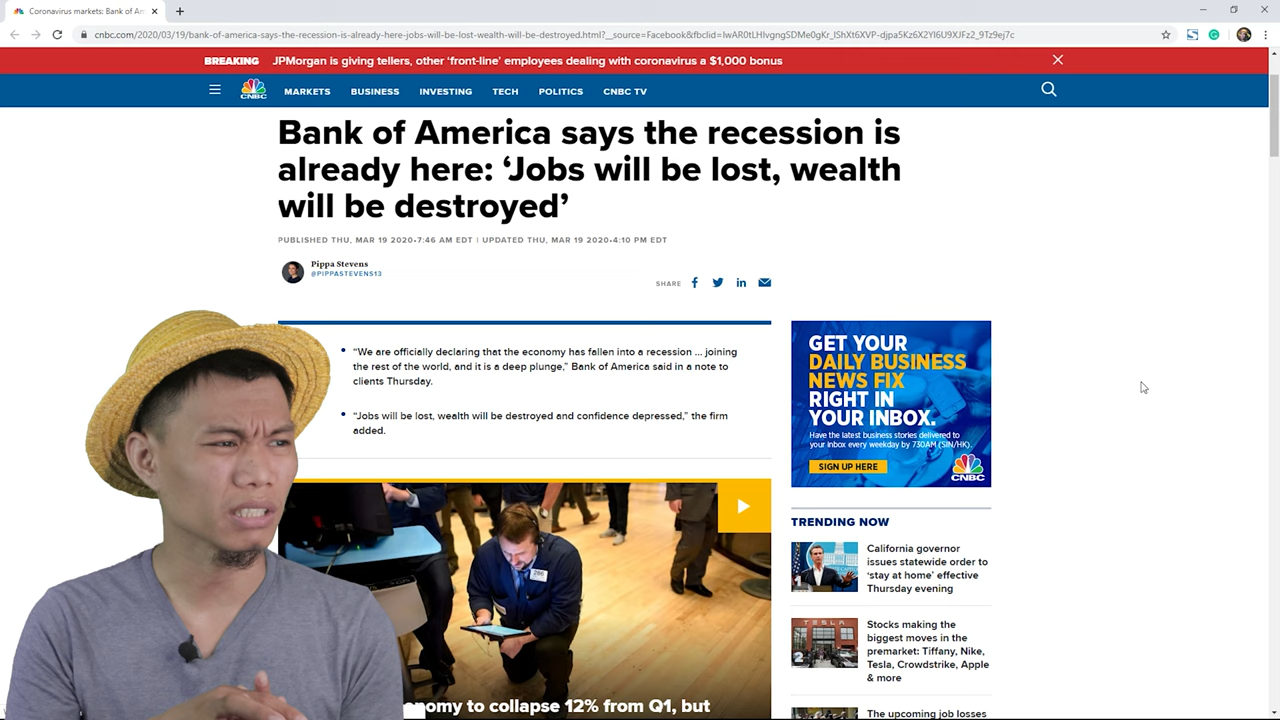 Coronavirus markets: Bank of Am
cnbc.com/2020/03/19/bank-of-america-says-the-recession-is-already-here-jobs-will-be-lost-wealth-will-be-destroyed.html?__source=Facebook&fbclid=
BREAKING JPMorgan is giving tellers, other ‘front-line’ employees dealing with coronavirus a $1,000 bonus
CNBC MARKETS BUSINESS INVESTING TECH POLITICS CNBC TV
Bank of America says the recession is
already here: ‘Jobs will be lost, wealth
will be destroyed’
PUBLISHED THU, MAR 19 2020•7:46 AM EDT | UPDATED THU, MAR 19 2020•4:10 PM EDT
Pippa Stevens
@PIPPASTEVENS13
SHARE
“We are officially declaring that the economy has fallen into a recession ... joining
the rest of the world, and it is a deep plunge,” Bank of America said in a note to
clients Thursday.
“Jobs will be lost, wealth will be destroyed and confidence depressed,” the firm
added.
286
onomy to collapse 12% from Q1, but
GET YOUR
DAILY BUSINESS
NEWS FIX
RIGHT IN
YOUR INBOX.
Have the latest business stories delivered to
your inbox every weekday by 730AM (SIN/HK).
SIGN UP HERE
CNBC
TRENDING NOW
1
California governor
issues statewide order to
‘stay at home’ effective
Thursday evening
TESLA
2
Stocks making the
biggest moves in the
premarket: Tiffany, Nike,
Tesla, Crowdstrike, Apple
& more
The upcoming job losses